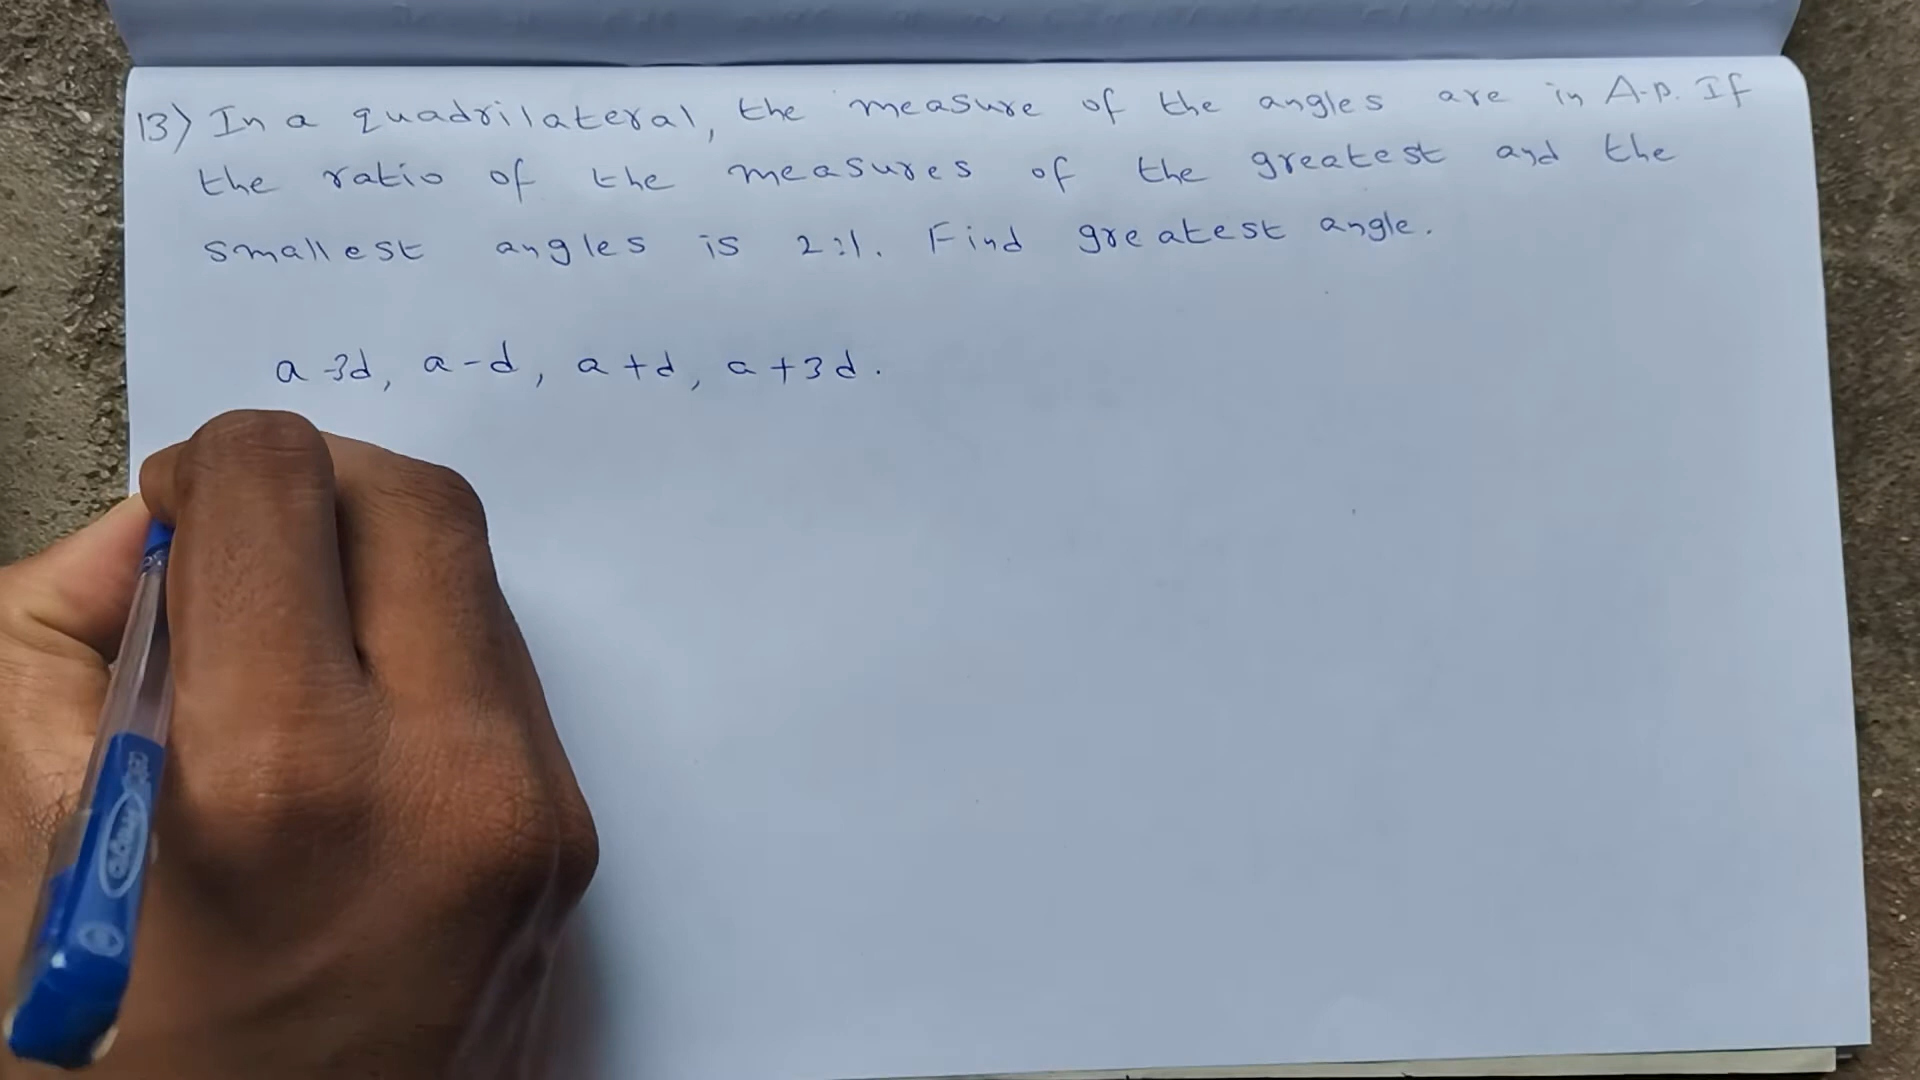 13) In a quadrilateral, the measure of the angles are in A.P. If
the ratio of the measures of the greatest and the
smallest angles is 2:1. Find greatest angle.
a-3d, a-d, a+d, a+3d.